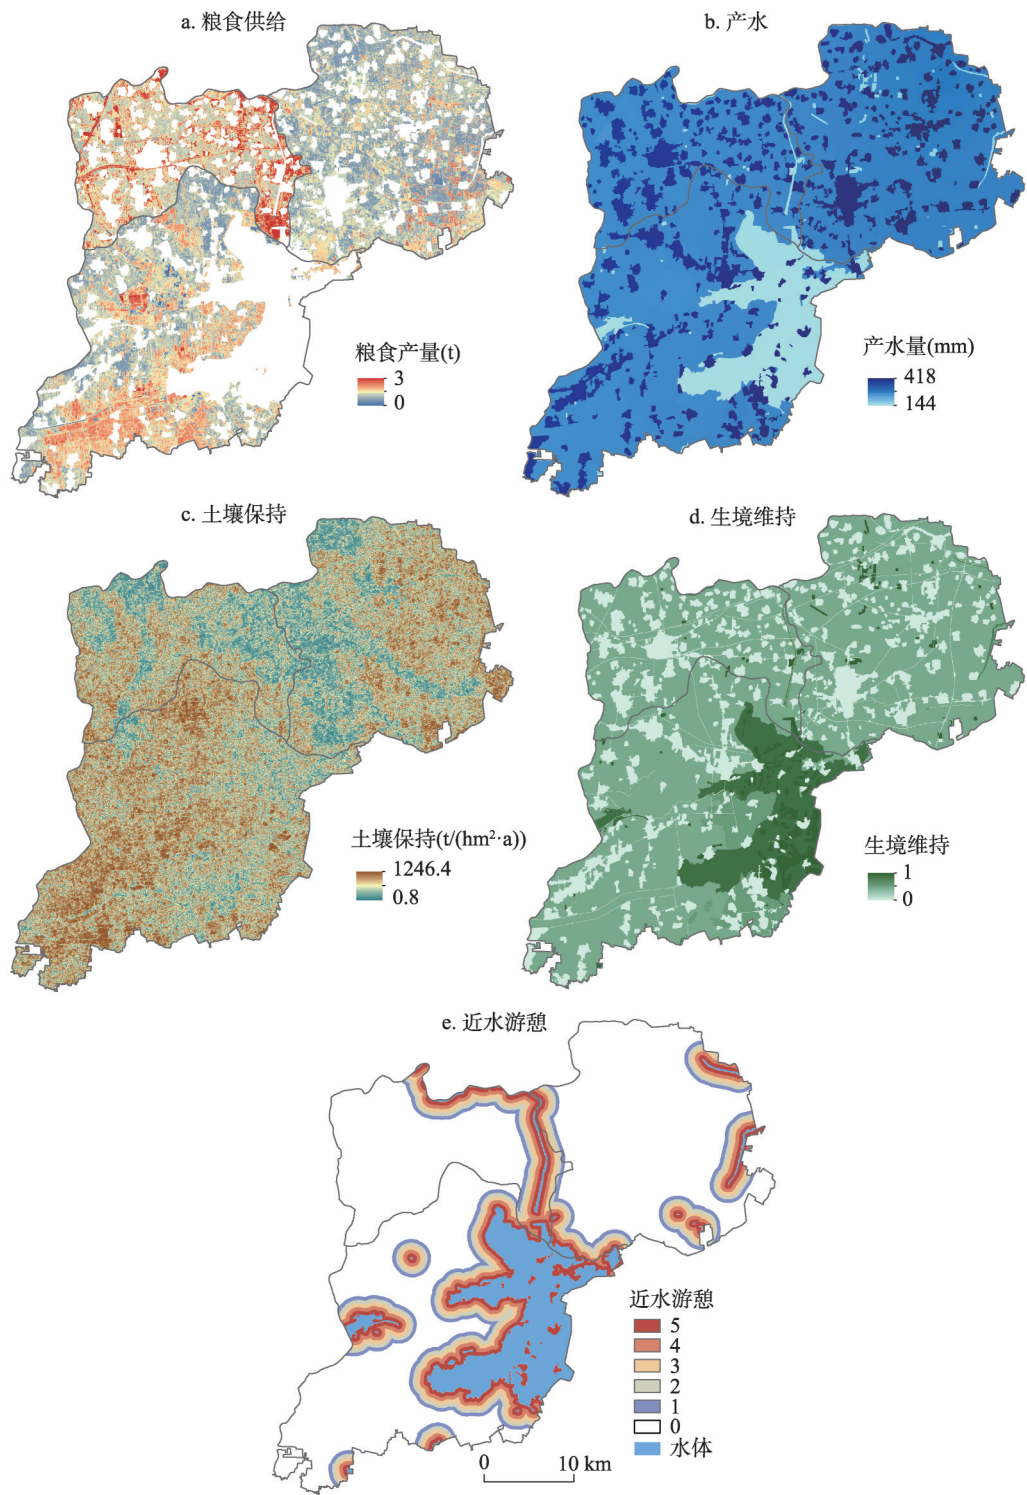 a. 粮食供给
b. 产水
粮食产量(t)
3
0
产水量(mm)
418
144
c. 土壤保持
d. 生境维持
土壤保持(t/(hm²·a))
1246.4
0.8
生境维持
1
0
e. 近水游憩
近水游憩
5
4
3
2
1
0
水体
0 10 km